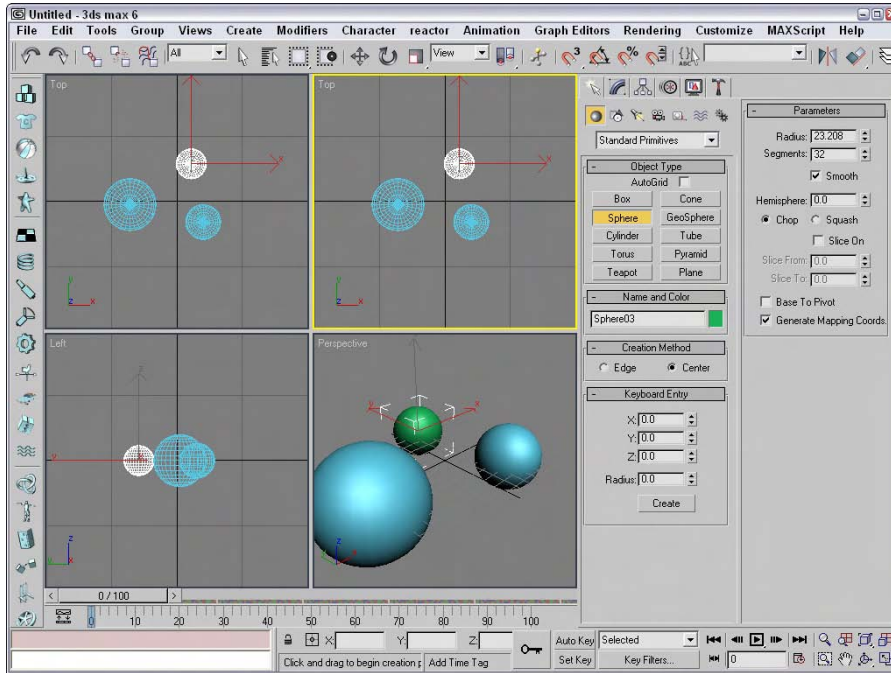 Untitled - 3ds max 6
File Edit Tools Group Views Create Modifiers Character reactor Animation Graph Editors Rendering Customize MAXScript Help
All
View
3
%
ABC
Top
x
y
z x
Top
x
y
z x
Left
y
x
z
y x
Perspective
y x
z
y x
Standard Primitives
- Object Type
AutoGrid
Box Cone
Sphere GeoSphere
Cylinder Tube
Torus Pyramid
Teapot Plane
- Name and Color
Sphere03
- Creation Method
Edge Center
- Keyboard Entry
X: 0.0
Y: 0.0
Z: 0.0
Radius: 0.0
Create
- Parameters
Radius: 23.208
Segments: 32
Smooth
Hemisphere: 0.0
Chop Squash
Slice On
Slice From: 0.0
Slice To: 0.0
Base To Pivot
Generate Mapping Coords.
< 0 / 100 >
0 10 20 30 40 50 60 70 80 90 100
X: Y: Z:
Click and drag to begin creation p
Add Time Tag
Auto Key Selected
Set Key Key Filters...
0